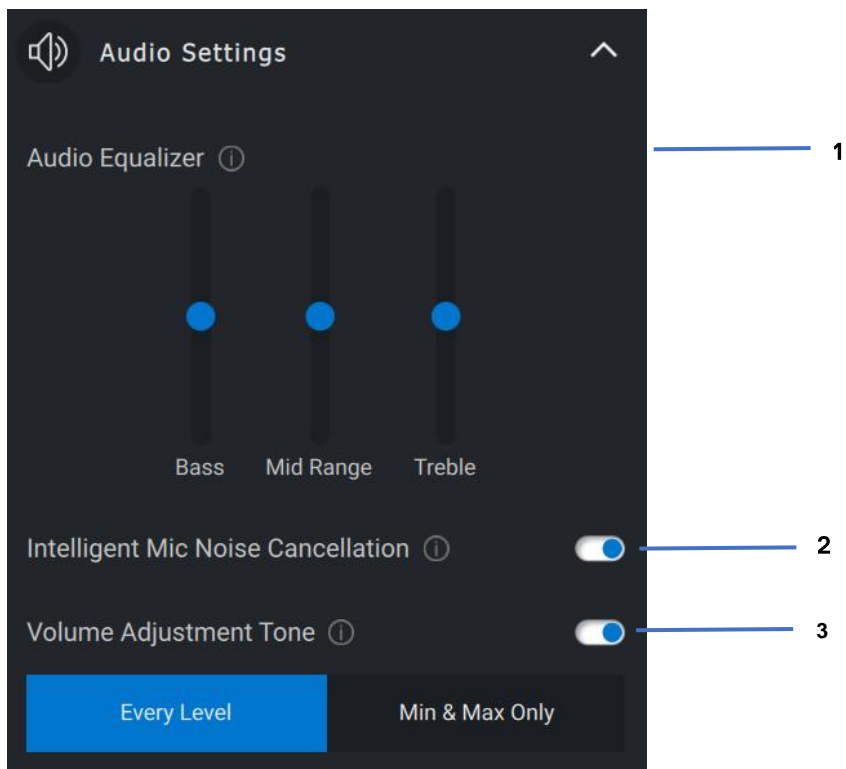 Audio Settings
Audio Equalizer
1
Bass Mid Range Treble
Intelligent Mic Noise Cancellation
2
Volume Adjustment Tone
3
Every Level Min & Max Only